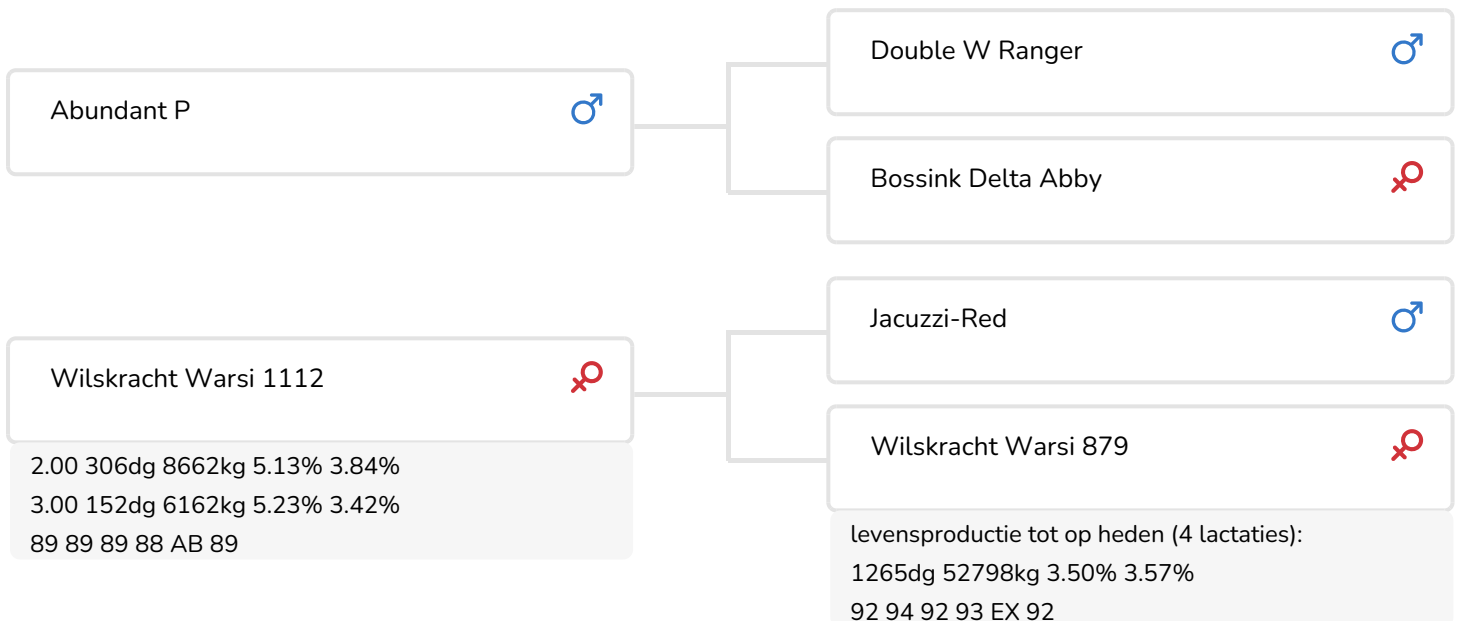 Double W Ranger
Abundant P
Bossink Delta Abby
Jacuzzi-Red
Wilskracht Warsi 1112
2.00 306dg 8662kg 5.13% 3.84%
3.00 152dg 6162kg 5.23% 3.42%
89 89 89 88 AB 89
Wilskracht Warsi 879
levensproductie tot op heden (4 lactaties):
1265dg 52798kg 3.50% 3.57%
92 94 92 93 EX 92